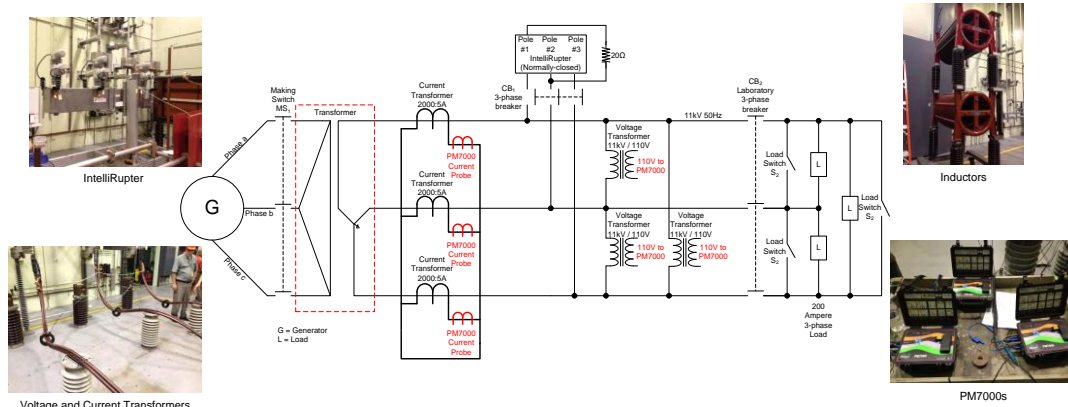 IntelliRupter
Voltage and Current Transformers
G
Phase a
Phase b
Phase c
Making
Switch
MS₁
Transformer
G = Generator
L = Load
Current
Transformer
2000:5A
PM7000
Current
Probe
Current
Transformer
2000:5A
PM7000
Current
Probe
Current
Transformer
2000:5A
PM7000
Current
Probe
Pole Pole Pole
#1 #2 #3
IntelliRupter
(Normally-closed)
20Ω
CB₁
3-phase
breaker
Voltage
Transformer
11kV / 110V
110V to
PM7000
Voltage
Transformer
11kV / 110V
110V to
PM7000
Voltage
Transformer
11kV / 110V
110V to
PM7000
11kV 50Hz
CB₂
Laboratory
3-phase
breaker
Load
Switch
S₂
L
Load
Switch
S₂
L
L
Load
Switch
S₂
200
Ampere
3-phase
Load
Inductors
PM7000s